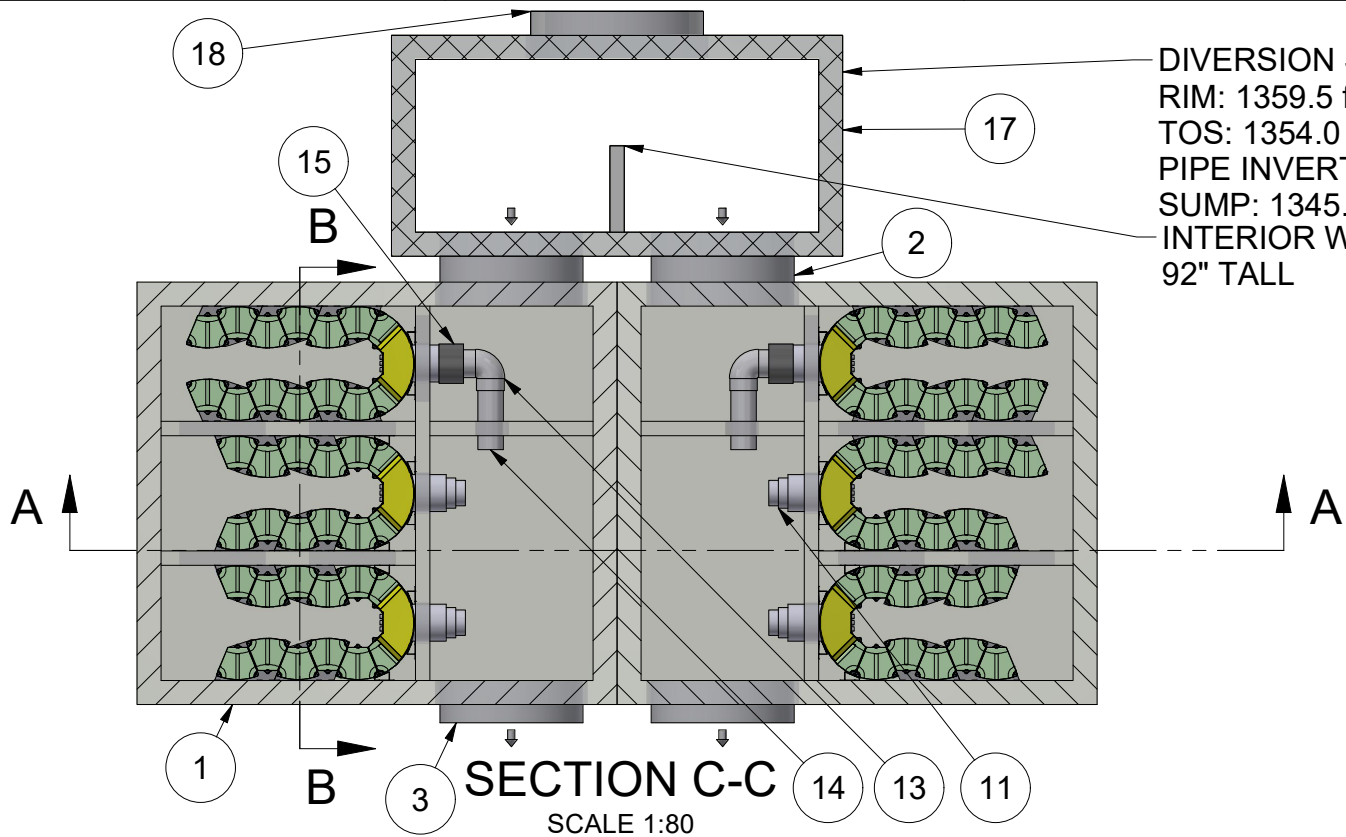 18
DIVERSION
RIM: 1359.5
17
TOS: 1354.0
15
PIPE INVERT
SUMP: 1345.
B
2
INTERIOR
92" TALL
A
A
1
B
3
SECTION C-C
14
13
11
SCALE 1:80